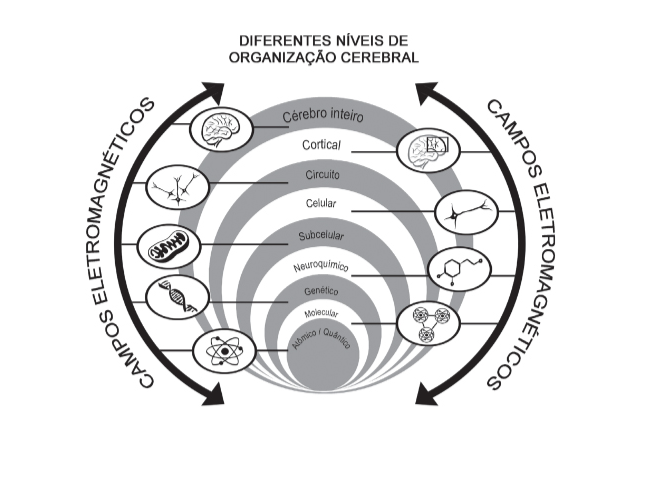 DIFERENTES NÍVEIS DE
ORGANIZAÇÃO CEREBRAL
CAMPOS ELETROMAGNÉTICOS
CAMPOS ELETROMAGNÉTICOS
Cérebro inteiro
Cortical
Circuito
Celular
Subcelular
Neuroquímico
Genético
Molecular
Atômico / Quântico